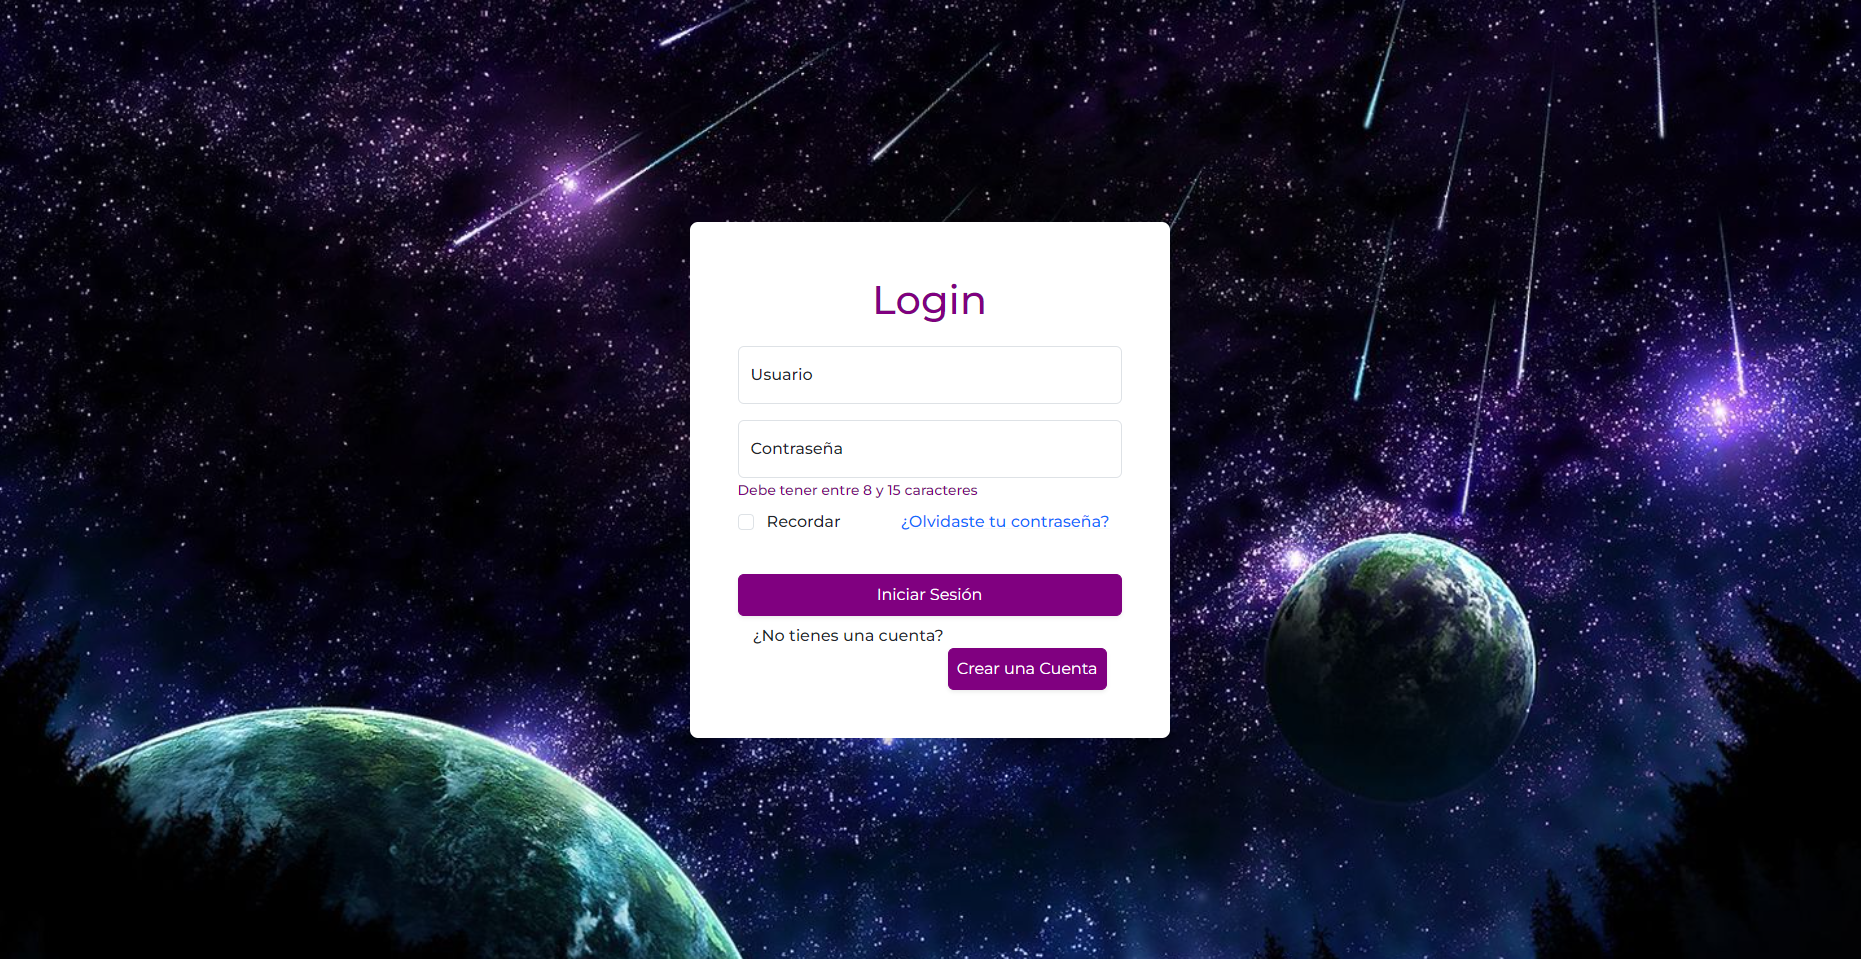 Login
Usuario
Contraseña
Debe tener entre 8 y 15 caracteres
Recordar ¿Olvidaste tu contraseña?
Iniciar Sesión
¿No tienes una cuenta?
Crear una Cuenta